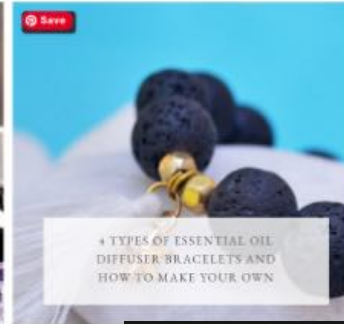 Save
4 TYPES OF ESSENTIAL OIL
DIFFUSER BRACELETS AND
HOW TO MAKE YOUR OWN